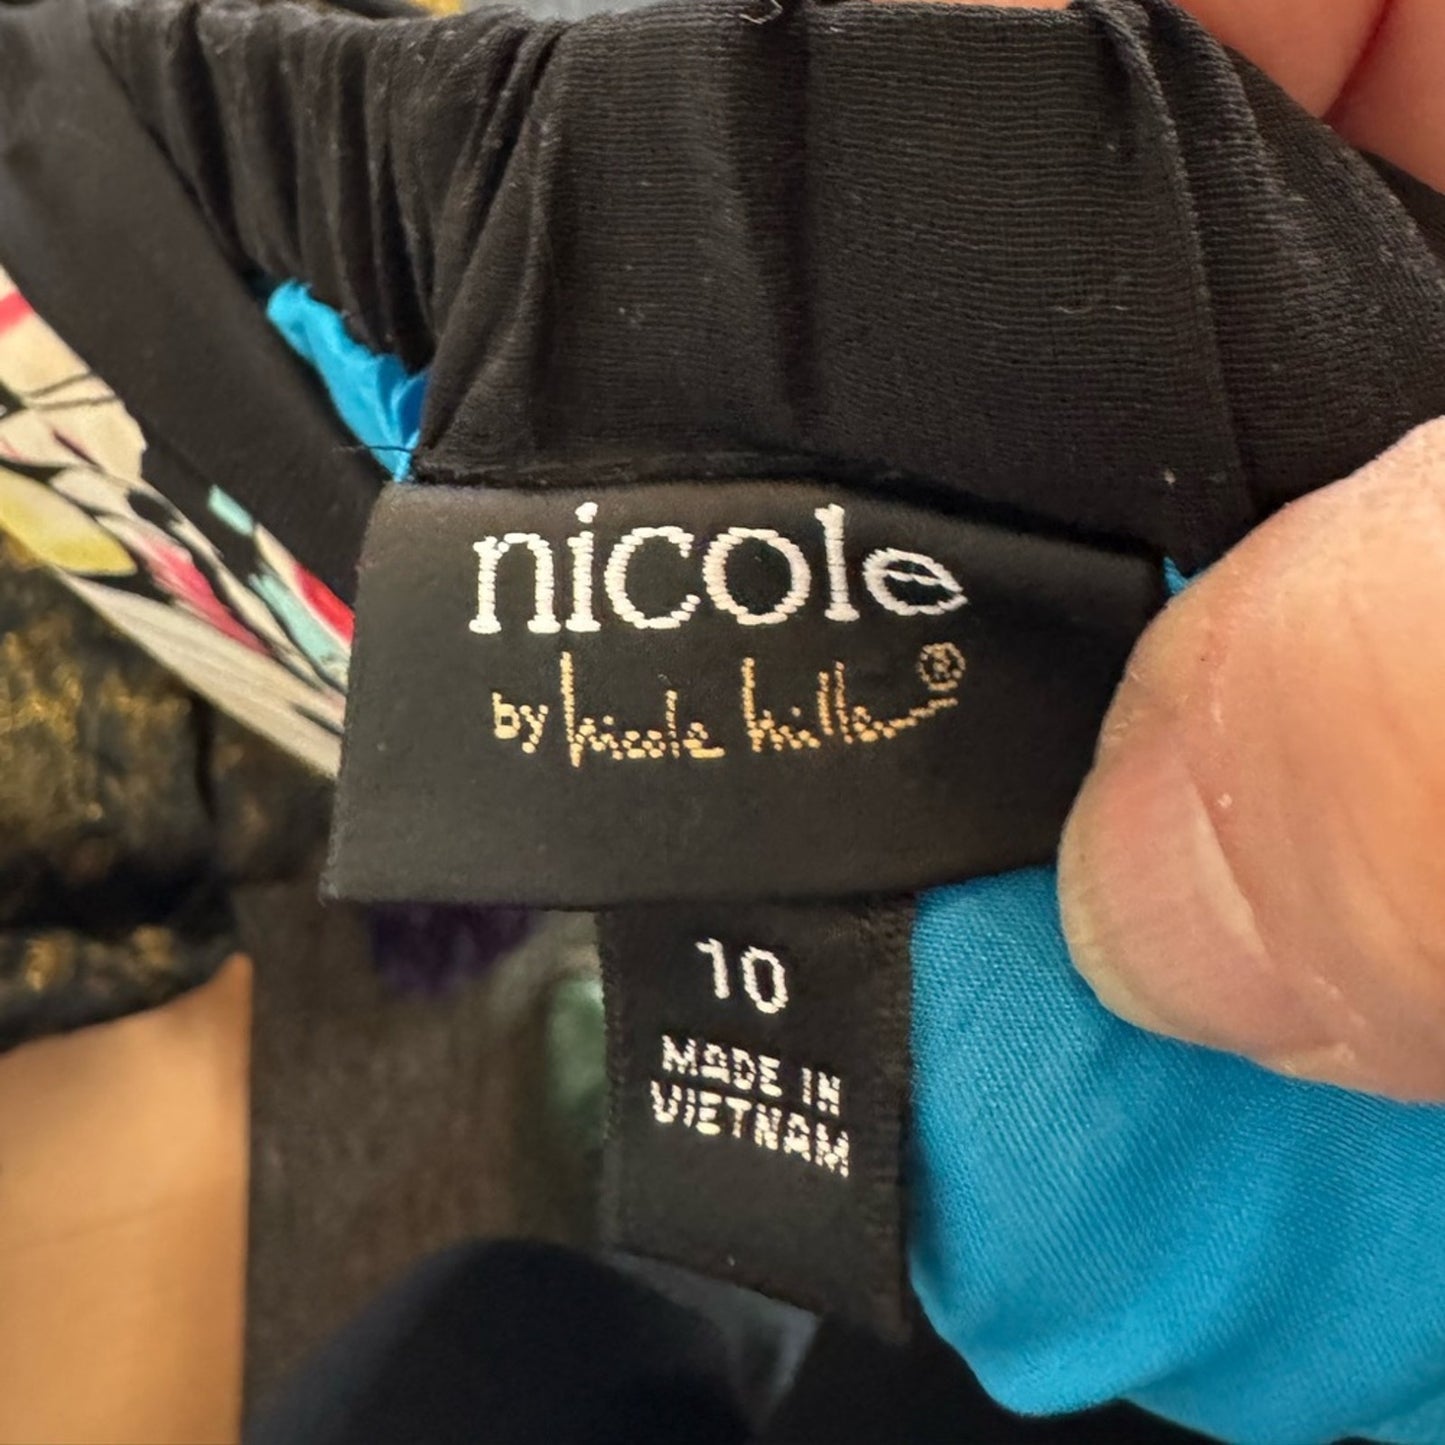 nicole
by nicole miller®
10
MADE IN
VIETNAM